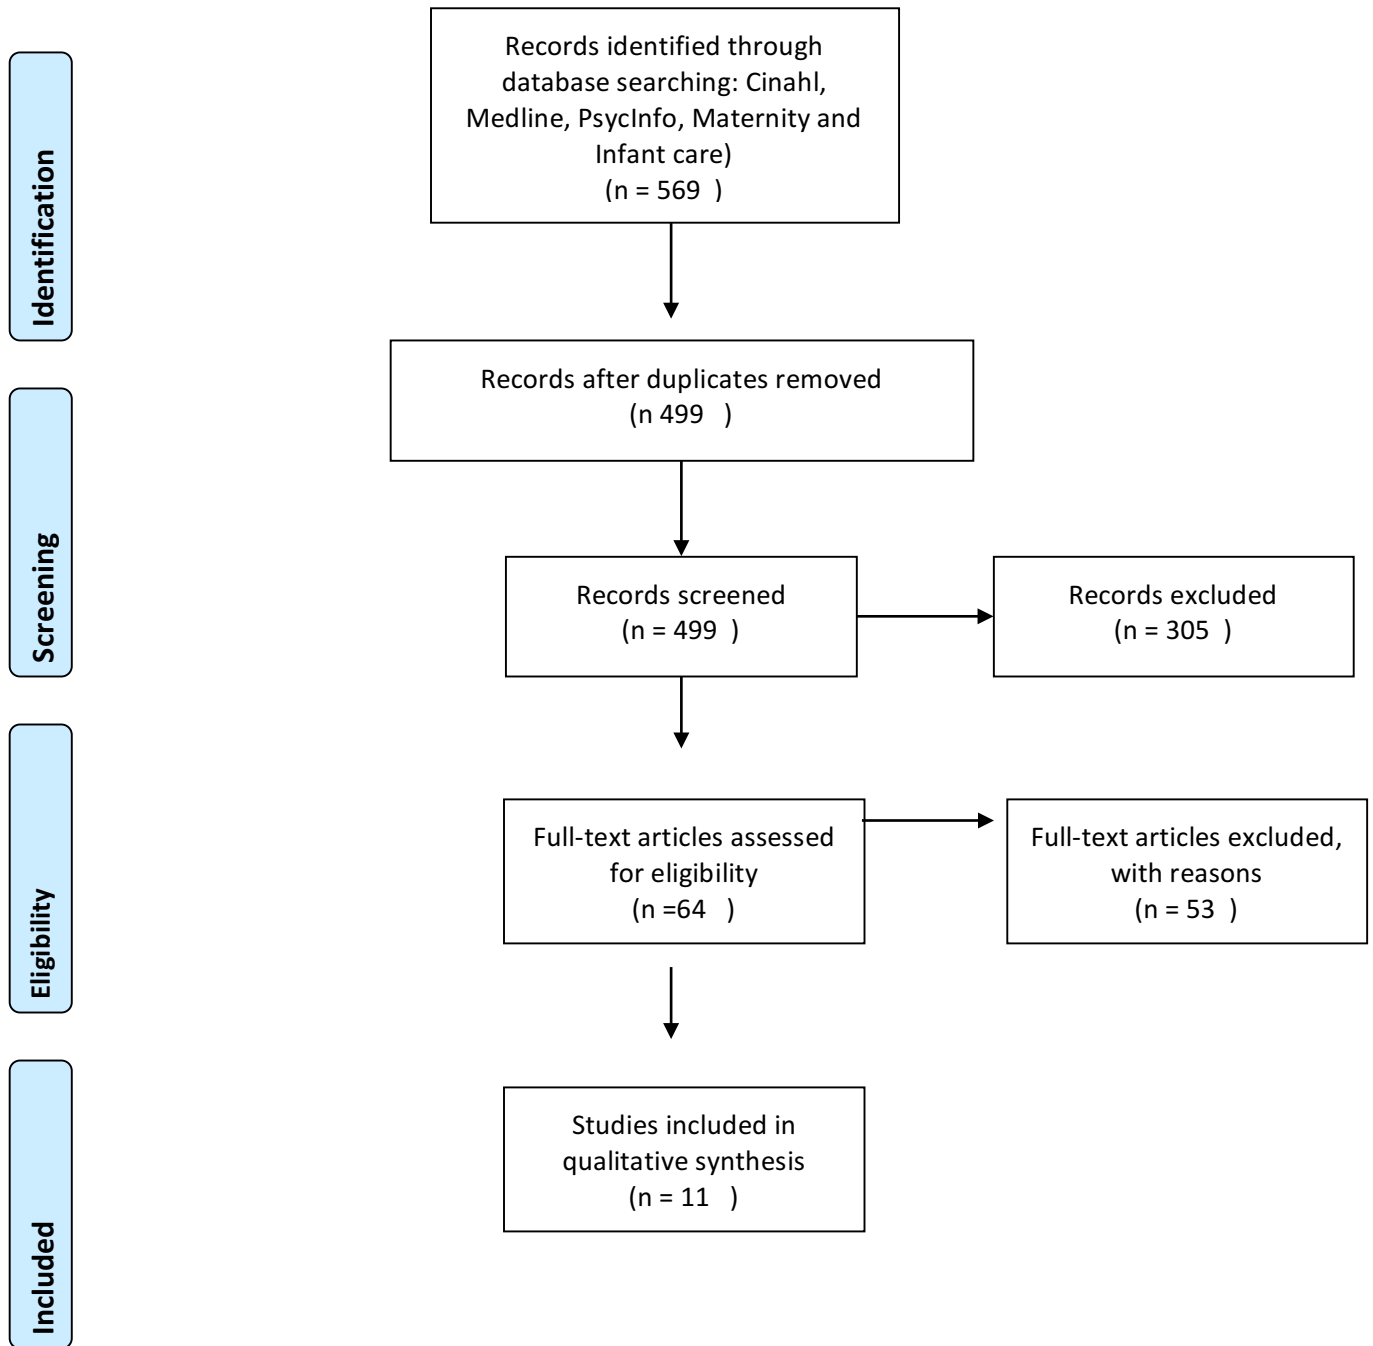 Identification
Records identified through
database searching: Cinahl,
Medline, PsycInfo, Maternity and
Infant care)
(n = 569  )
Records after duplicates removed
(n 499   )
Screening
Records screened
(n = 499  )
Records excluded
(n = 305  )
Eligibility
Full-text articles assessed
for eligibility
(n =64   )
Full-text articles excluded,
with reasons
(n = 53  )
Included
Studies included in
qualitative synthesis
(n = 11   )